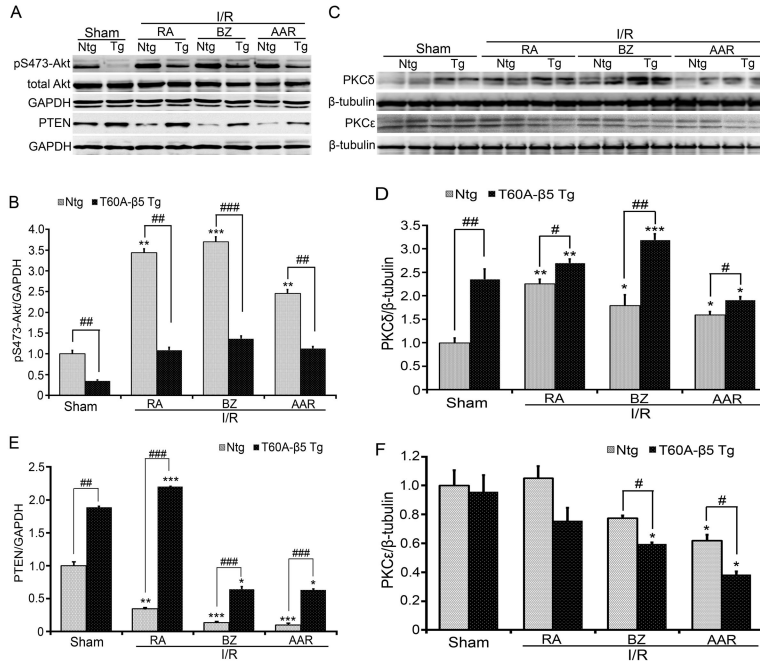 A
I/R
Sham RA BZ AAR
Ntg Tg Ntg Tg Ntg Tg Ntg Tg
pS473-Akt
total Akt
GAPDH
PTEN
GAPDH
C
I/R
Sham RA BZ AAR
Ntg Tg Ntg Tg Ntg Tg Ntg Tg
PKCδ
β-tubulin
PKCε
β-tubulin
B
Ntg T60A-β5 Tg
pS473-Akt/GAPDH
4.0
3.5
3.0
2.5
2.0
1.5
1.0
0.5
0
##
** ##
*** ###
** ##
Sham RA BZ AAR
I/R
D
Ntg T60A-β5 Tg
PKCδ/β-tubulin
3.5
3.0
2.5
2.0
1.5
1.0
0.5
0
##
** # **
* ## ***
* # *
Sham RA BZ AAR
I/R
E
Ntg T60A-β5 Tg
PTEN/GAPDH
2.5
2.0
1.5
1.0
0.5
0
##
** ### ***
*** ### *
*** ### *
Sham RA BZ AAR
I/R
F
Ntg T60A-β5 Tg
PKCε/β-tubulin
1.2
1.0
0.8
0.6
0.4
0.2
0
# *
* # *
Sham RA BZ AAR
I/R